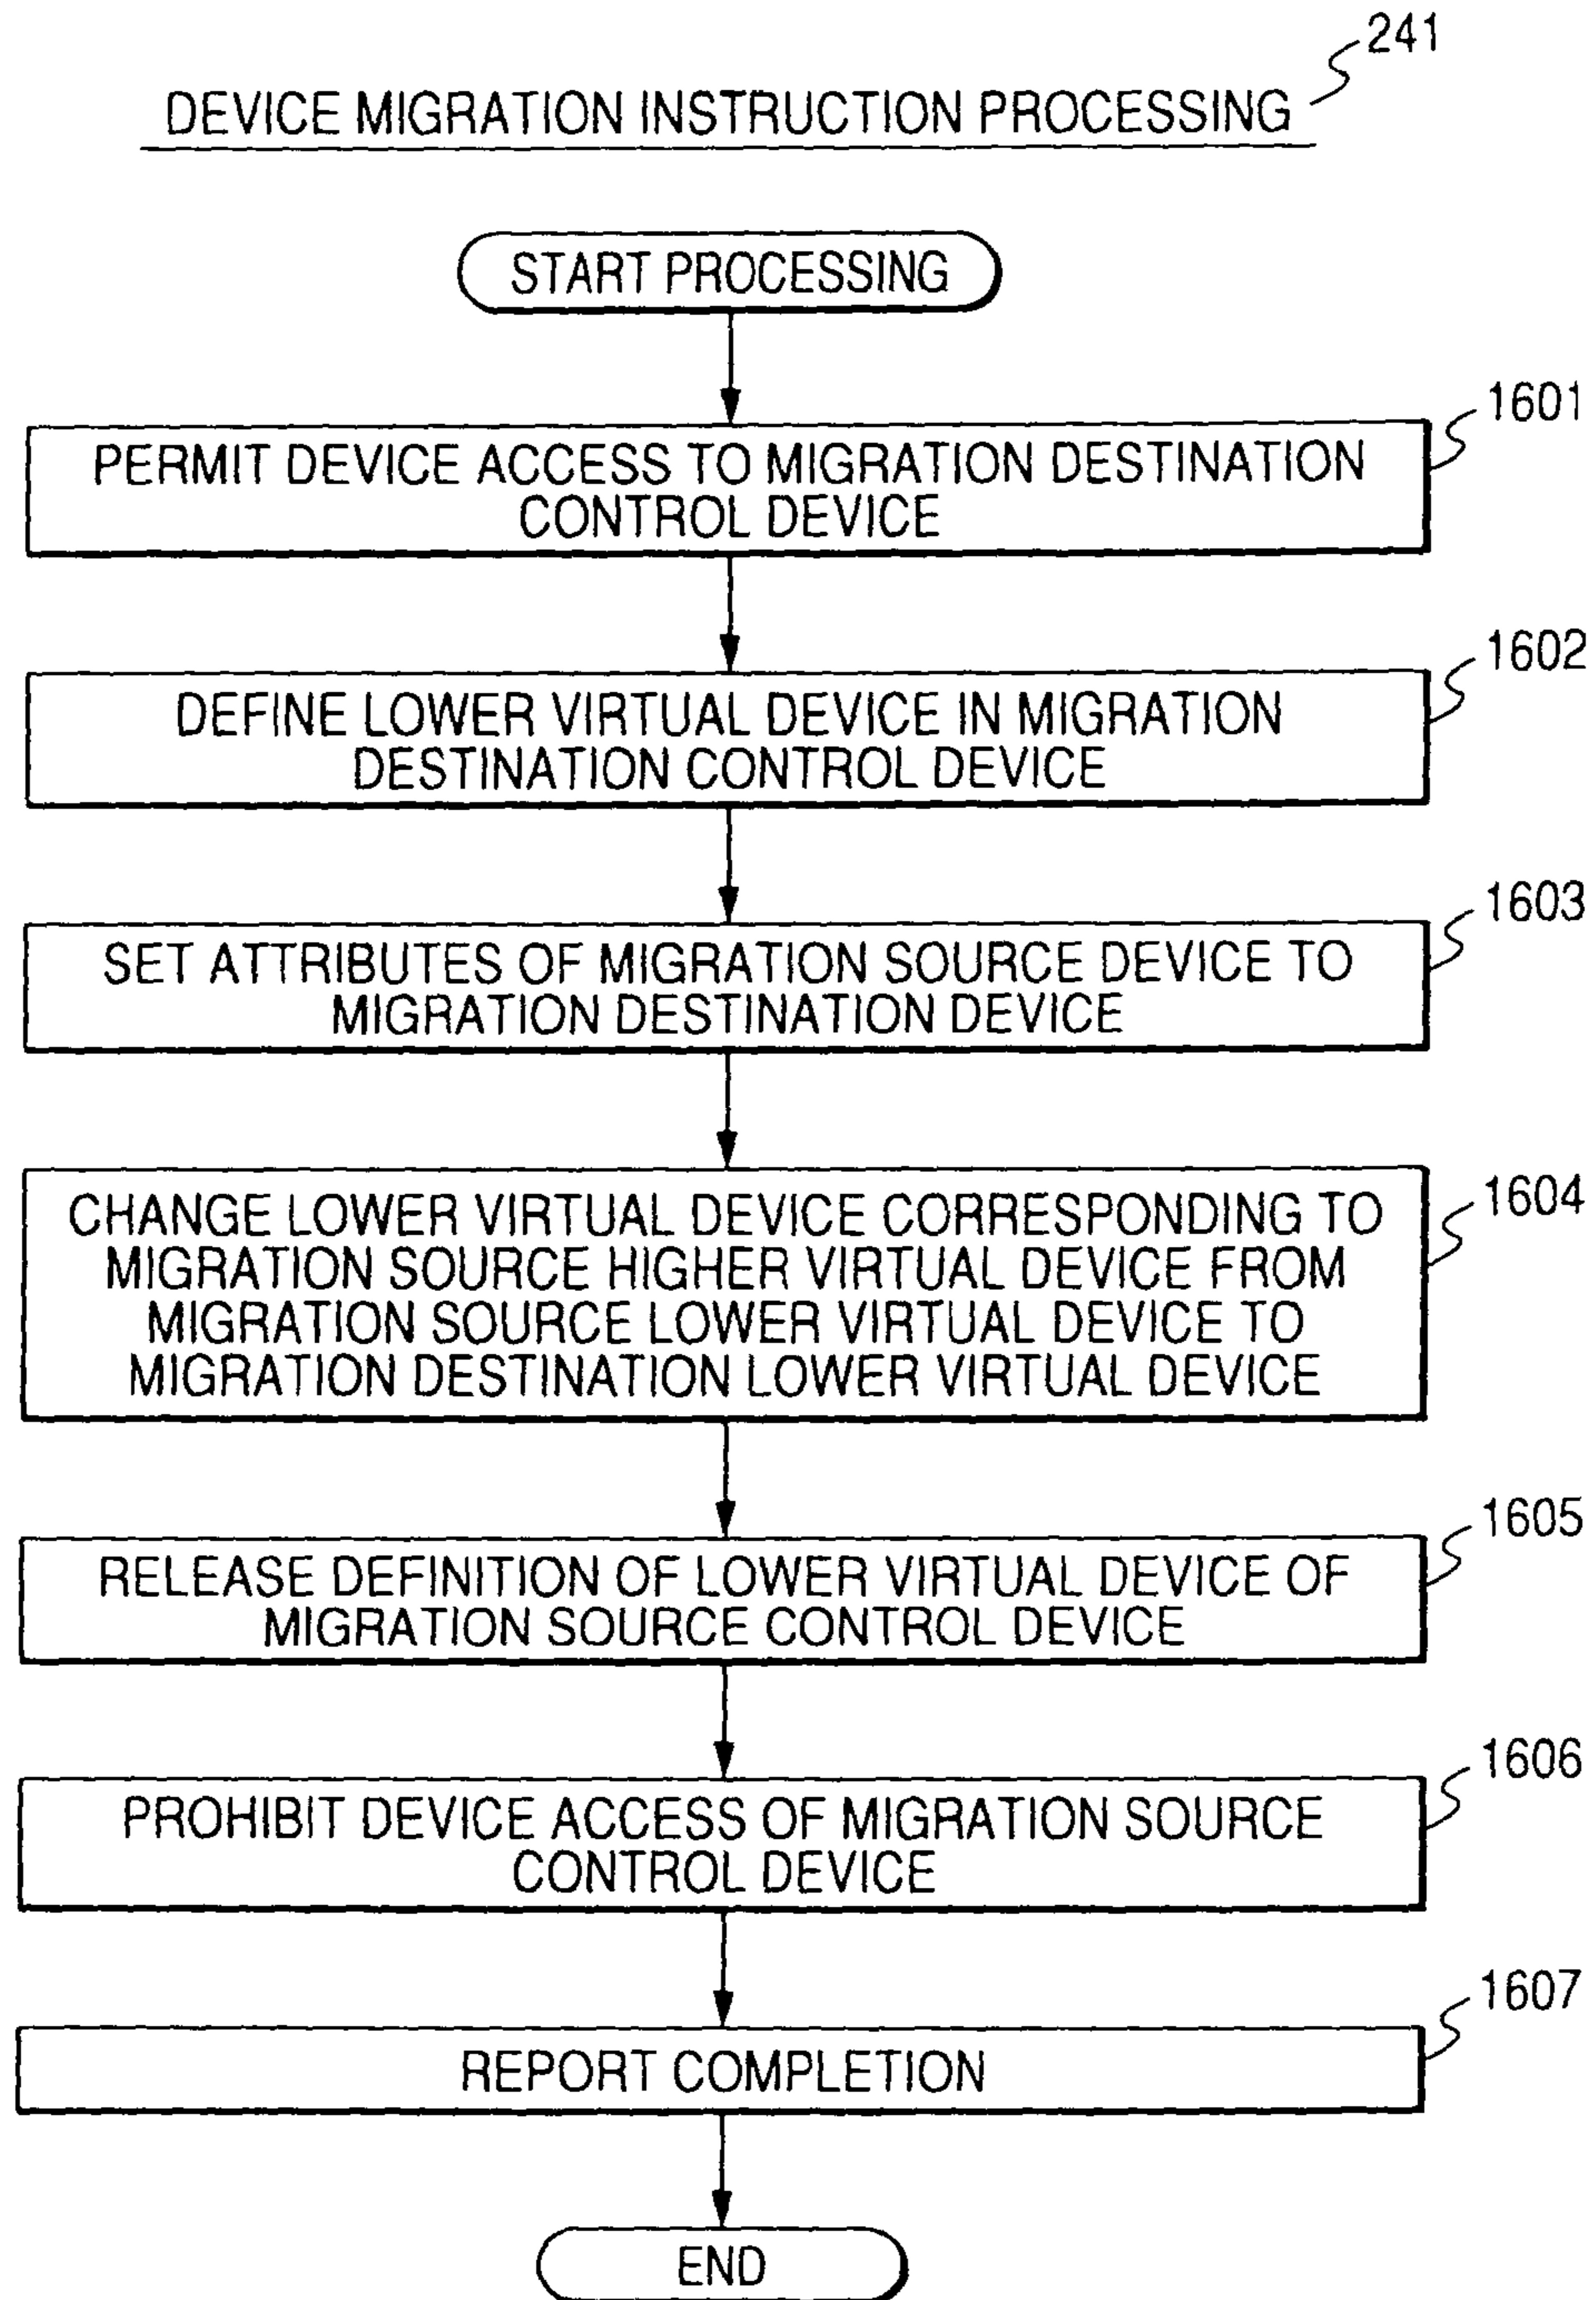 241
DEVICE MIGRATION INSTRUCTION PROCESSING
START PROCESSING
1601
PERMIT DEVICE ACCESS TO MIGRATION DESTINATION
CONTROL DEVICE
1602
DEFINE LOWER VIRTUAL DEVICE IN MIGRATION
DESTINATION CONTROL DEVICE
1603
SET ATTRIBUTES OF MIGRATION SOURCE DEVICE TO
MIGRATION DESTINATION DEVICE
1604
CHANGE LOWER VIRTUAL DEVICE CORRESPONDING TO
MIGRATION SOURCE HIGHER VIRTUAL DEVICE FROM
MIGRATION SOURCE LOWER VIRTUAL DEVICE TO
MIGRATION DESTINATION LOWER VIRTUAL DEVICE
1605
RELEASE DEFINITION OF LOWER VIRTUAL DEVICE OF
MIGRATION SOURCE CONTROL DEVICE
1606
PROHIBIT DEVICE ACCESS OF MIGRATION SOURCE
CONTROL DEVICE
1607
REPORT COMPLETION
END